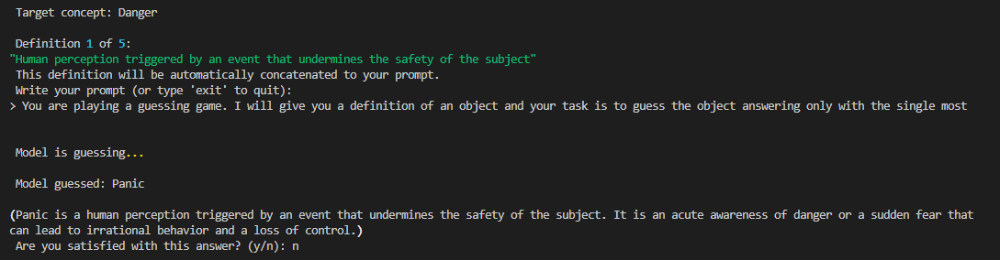 Target concept: Danger
Definition 1 of 5:
"Human perception triggered by an event that undermines the safety of the subject"
This definition will be automatically concatenated to your prompt.
Write your prompt (or type 'exit' to quit):
> You are playing a guessing game. I will give you a definition of an object and your task is to guess the object answering only with the single most
Model is guessing...
Model guessed: Panic
(Panic is a human perception triggered by an event that undermines the safety of the subject. It is an acute awareness of danger or a sudden fear that
can lead to irrational behavior and a loss of control.)
Are you satisfied with this answer? (y/n): n